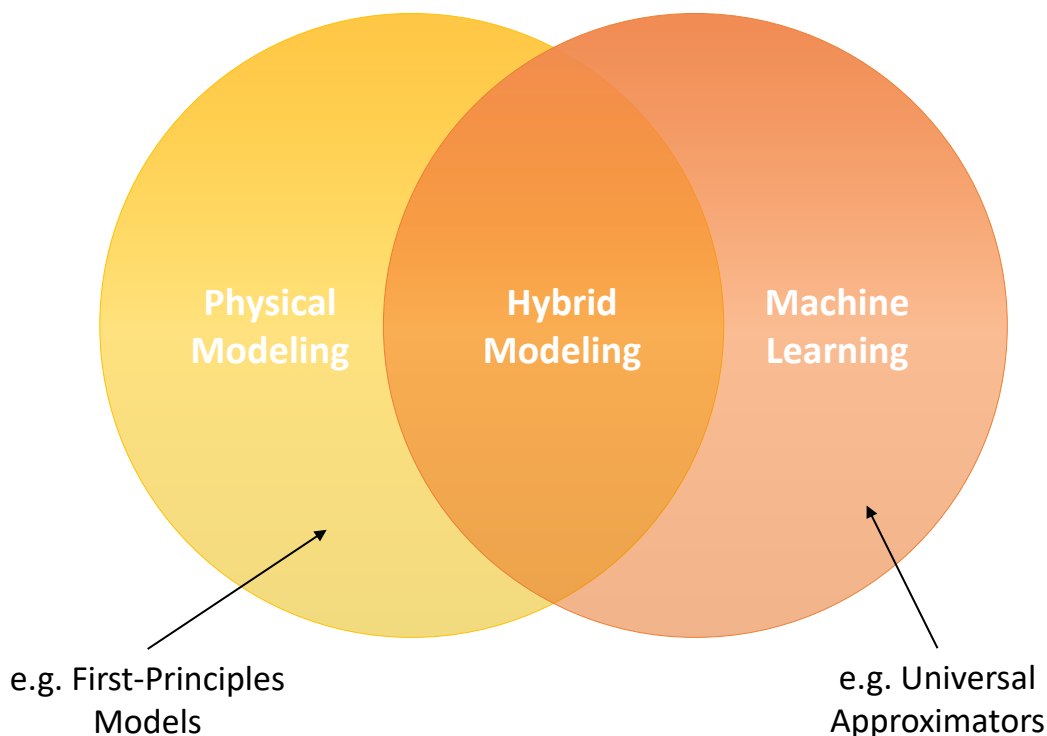 Physical
Modeling
Hybrid
Modeling
Machine
Learning
e.g. First-Principles
Models
e.g. Universal
Approximators